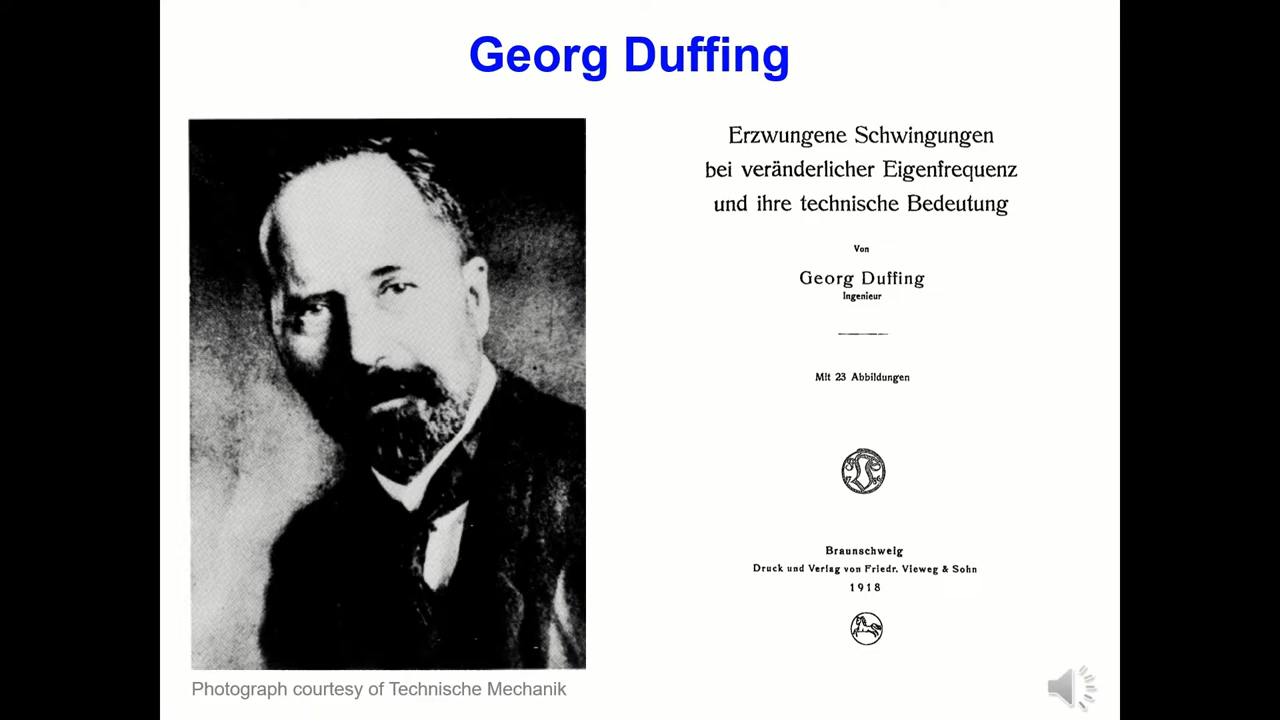 Georg Duffing
Erzwungene Schwingungen
bei veränderlicher Eigenfrequenz
und ihre technische Bedeutung
Von
Georg Duffing
Ingenieur
Mit 23 Abbildungen
Braunschweig
Druck und Verlag von Friedr. Vieweg & Sohn
1918
Photograph courtesy of Technische Mechanik